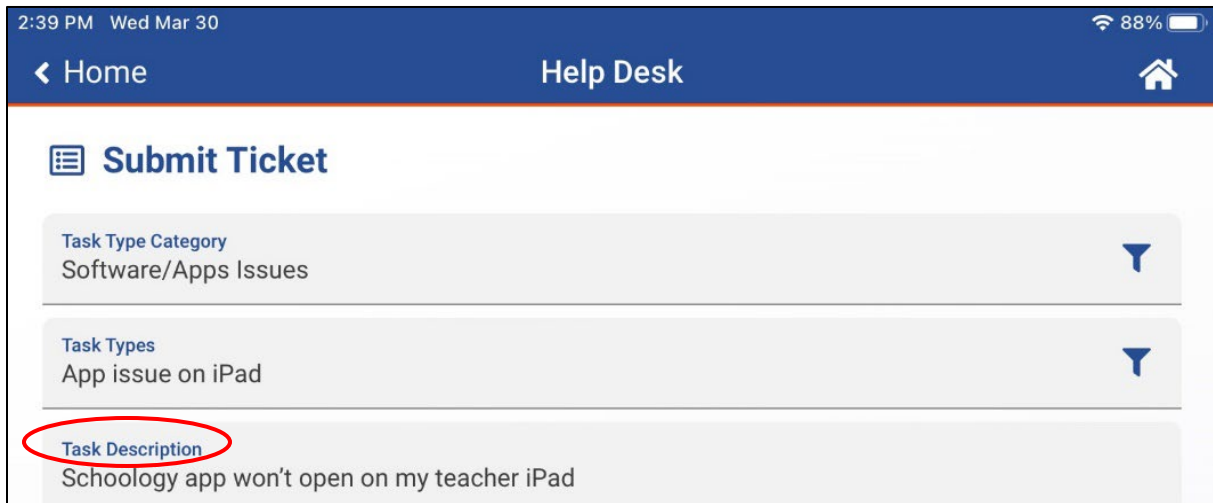 2:39 PM Wed Mar 30 88%
Home Help Desk
Submit Ticket
Task Type Category
Software/Apps Issues
Task Types
App issue on iPad
Task Description
Schoology app won’t open on my teacher iPad